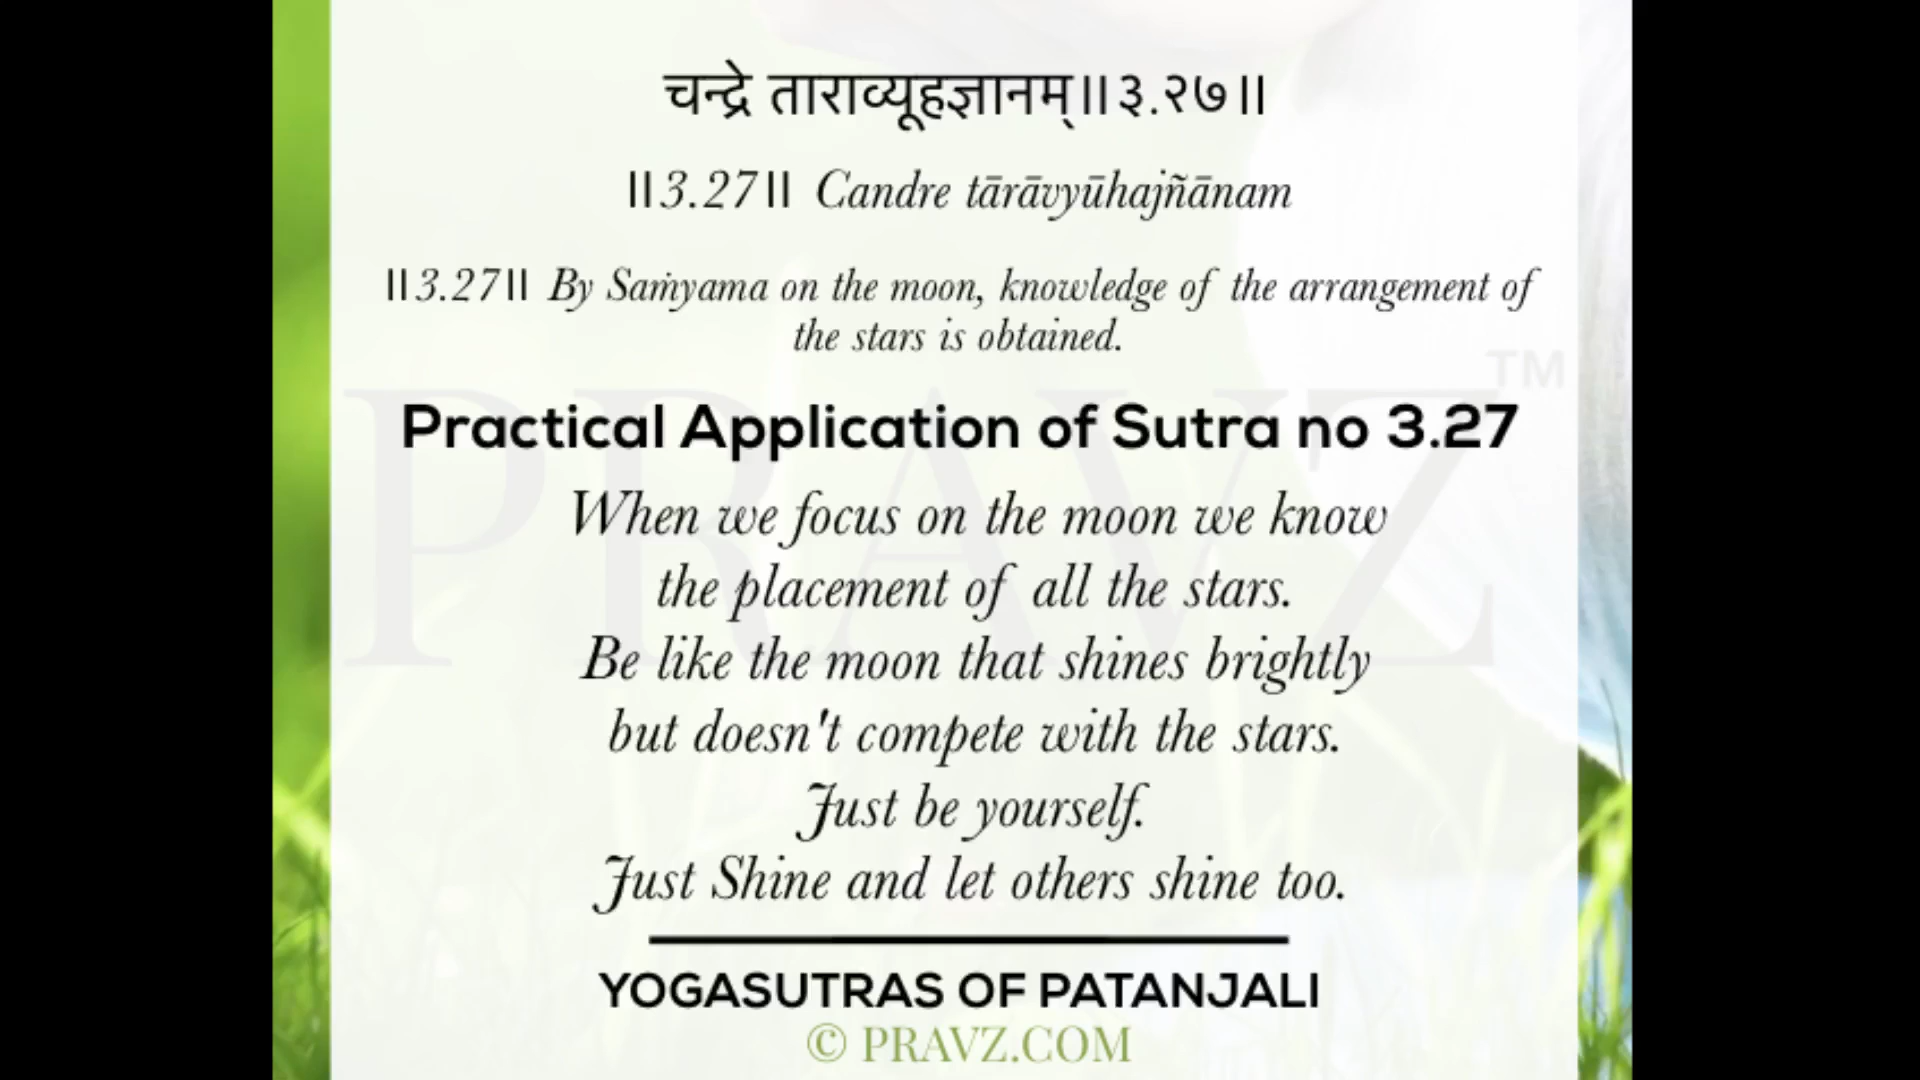 चन्द्रे ताराव्यूहज्ञानम्॥३.२७॥
॥3.27॥ Candre tārāvyūhajñānam
॥3.27॥ By Saṁyama on the moon, knowledge of the arrangement of
the stars is obtained.
PRAVZ™
Practical Application of Sutra no 3.27
When we focus on the moon we know
the placement of all the stars.
Be like the moon that shines brightly
but doesn't compete with the stars.
Just be yourself.
Just Shine and let others shine too.
YOGASUTRAS OF PATANJALI
© PRAVZ.COM